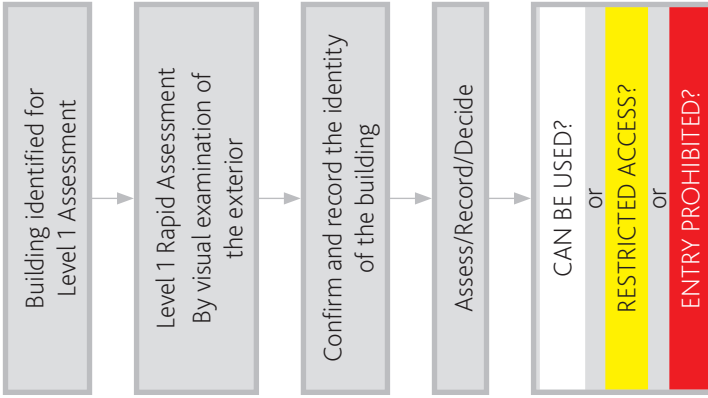 Building identified for
Level 1 Assessment
Level 1 Rapid Assessment
By visual examination of
the exterior
Confirm and record the identity
of the building
Assess/Record/Decide
CAN BE USED?
or
RESTRICTED ACCESS?
or
ENTRY PROHIBITED?